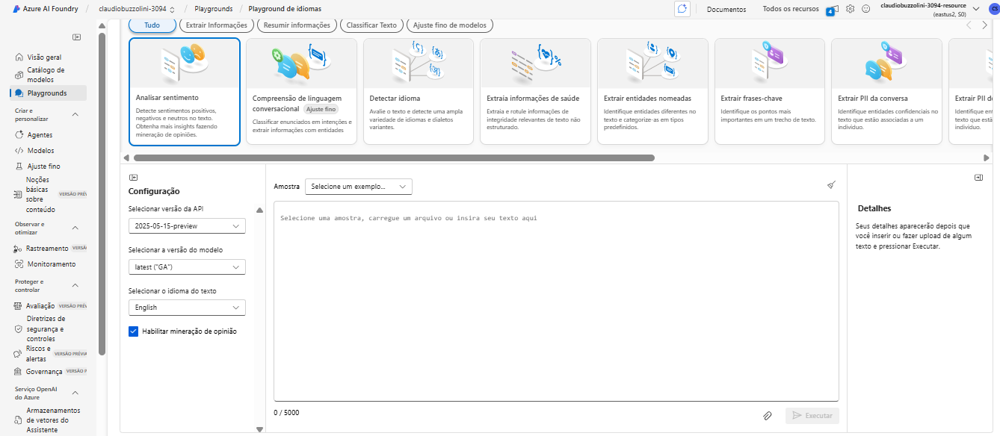 Azure AI Foundry / claudiobuzzolini-3094 / Playgrounds / Playground de idiomas
Documentos
Todos os recursos
4
claudiobuzzolini-3094-resource
(eastus2, S0)
CS
Visão geral
Catálogo de
modelos
Playgrounds
Criar e
personalizar
Agentes
Modelos
Ajuste fino
Noções
básicas
sobre
conteúdo
VERSÃO PRÉV
Observar e
otimizar
Rastreamento VERSÃ
Monitoramento
Proteger e
controlar
Avaliação VERSÃO PRÉV
Diretrizes de
segurança e
controles
Riscos e
alertas
VERSÃO PRÉVIA
Governança VERSÃO P
Serviço OpenAI
do Azure
Armazenamentos
de vetores do
Assistente
Tudo
Extrair Informações
Resumir informações
Classificar Texto
Ajuste fino de modelos
Analisar sentimento
Detecte sentimentos positivos,
negativos e neutros no texto.
Obtenha mais insights fazendo
mineração de opiniões.
Compreensão de linguagem
conversacional Ajuste fino
Classificar enunciados em intenções e
extrair informações com entidades
Detectar idioma
Avalie o texto e detecte uma ampla
variedade de idiomas e dialetos
variantes.
Extraia informações de saúde
Extraia e rotule informações de
integridade relevantes de texto não
estruturado.
Extrair entidades nomeadas
Identifique entidades diferentes no
texto e categorize-as em tipos
predefinidos.
Extrair frases-chave
Identifique os pontos mais
importantes em um trecho de texto.
Extrair PII da conversa
Identifique entidades confidenciais no
texto que estão associadas a um
indivíduo.
Extrair PII de
Identifique en
texto que está
indivíduo.
Configuração
Selecionar versão da API
2025-05-15-preview
Selecionar a versão do modelo
latest ("GA")
Selecionar o idioma do texto
English
Habilitar mineração de opinião
Amostra
Selecione um exemplo...
Selecione uma amostra, carregue um arquivo ou insira seu texto aqui
0 / 5000
Executar
Detalhes
Seus detalhes aparecerão depois que
você inserir ou fazer upload de algum
texto e pressionar Executar.